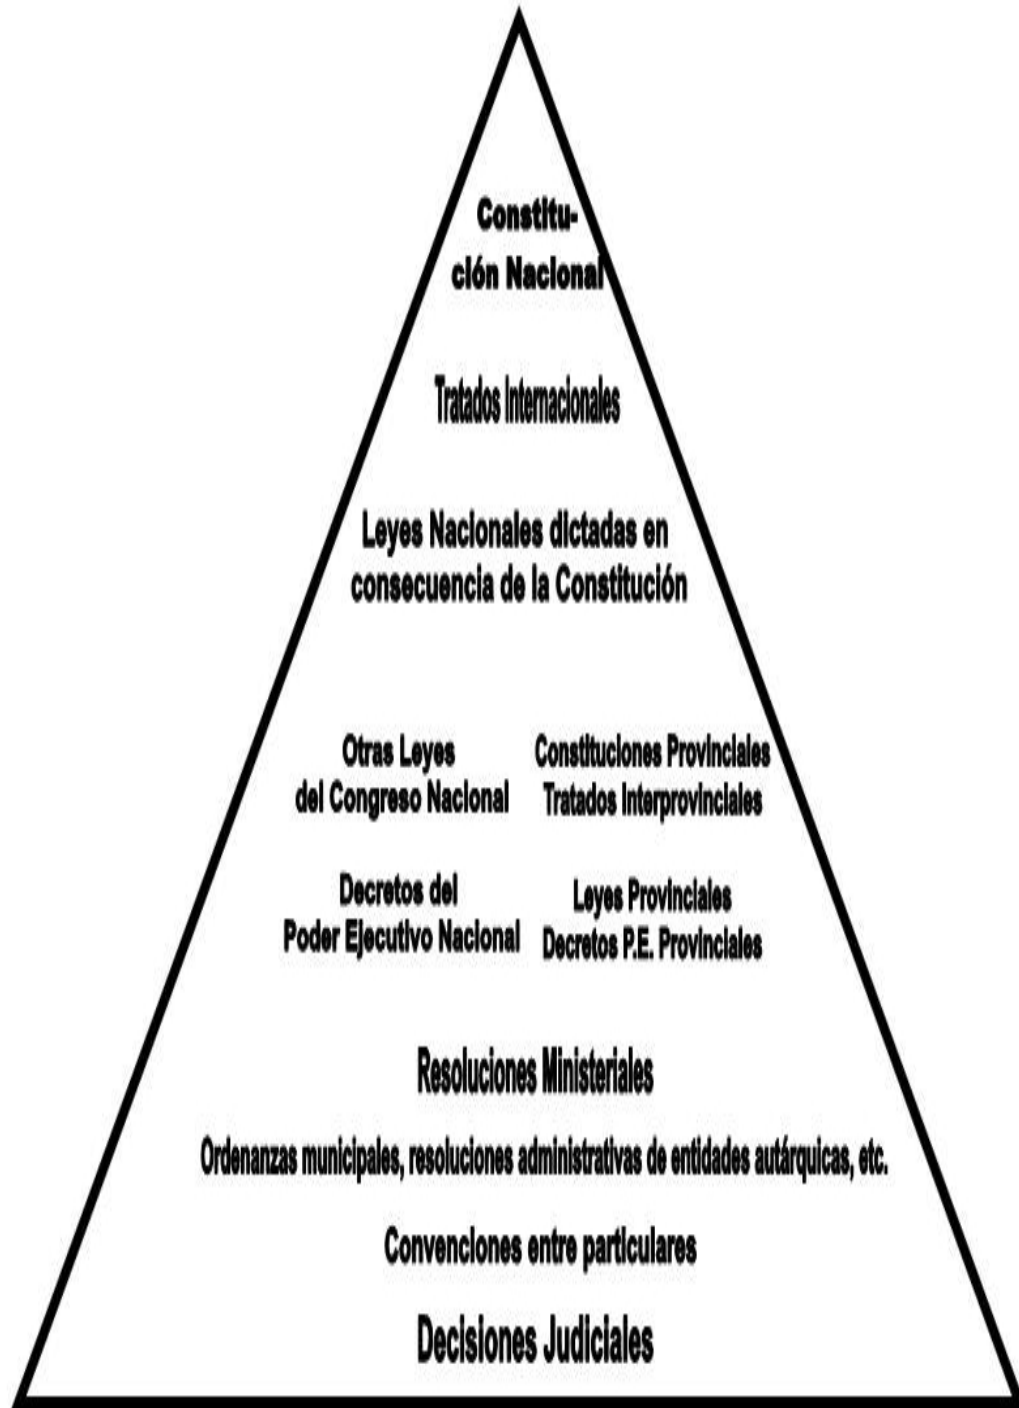 Constitu-
ción Nacional
Tratados Internacionales
Leyes Nacionales dictadas en
consecuencia de la Constitución
Otras Leyes
del Congreso Nacional
Constituciones Provinciales
Tratados Interprovinciales
Decretos del
Poder Ejecutivo Nacional
Leyes Provinciales
Decretos P.E. Provinciales
Resoluciones Ministeriales
Ordenanzas municipales, resoluciones administrativas de entidades autárquicas, etc.
Convenciones entre particulares
Decisiones Judiciales